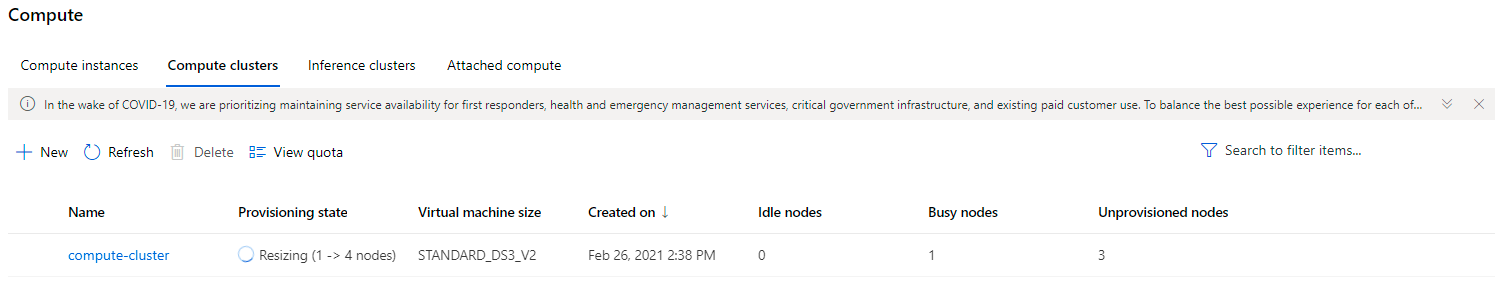 Compute
Compute instances Compute clusters Inference clusters Attached compute
In the wake of COVID-19, we are prioritizing maintaining service availability for first responders, health and emergency management services, critical government infrastructure, and existing paid customer use. To balance the best possible experience for each of...
New Refresh Delete View quota Search to filter items...
Name Provisioning state Virtual machine size Created on ↓ Idle nodes Busy nodes Unprovisioned nodes
compute-cluster Resizing (1 -> 4 nodes) STANDARD_DS3_V2 Feb 26, 2021 2:38 PM 0 1 3